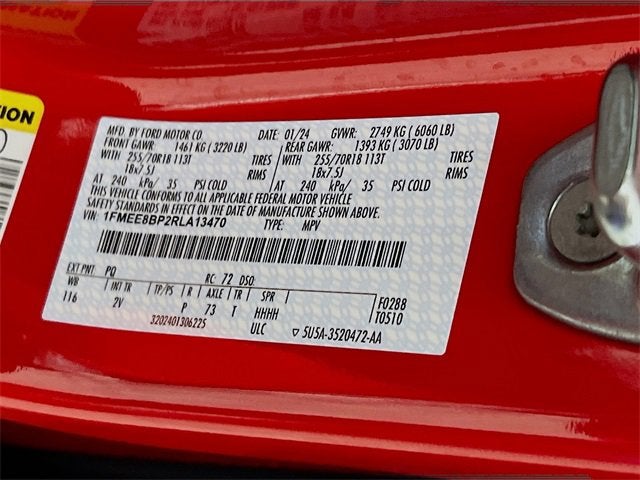 TION
MFD. BY FORD MOTOR CO.
DATE: 01/24 GVWR: 2749 KG ( 6060 LB)
FRONT GAWR: 1461 KG ( 3220 LB) REAR GAWR: 1393 KG ( 3070 LB)
WITH 255/70R18 113T TIRES WITH 255/70R18 113T TIRES
18x7.5J RIMS 18x7.5J RIMS
AT 240 kPa/ 35 PSI COLD AT 240 kPa/ 35 PSI COLD
THIS VEHICLE CONFORMS TO ALL APPLICABLE FEDERAL MOTOR VEHICLE
SAFETY STANDARDS IN EFFECT ON THE DATE OF MANUFACTURE SHOWN ABOVE.
VIN: 1FMEE8BP2RLA13470 TYPE: MPV
EXT PNT: PQ RC: 72 DSO:
WB INT TR TP/PS R AXLE TR SPR
116 2V P 73 T HHHH F0288
T0510
3202401306225 ULC 5U5A-3520472-AA